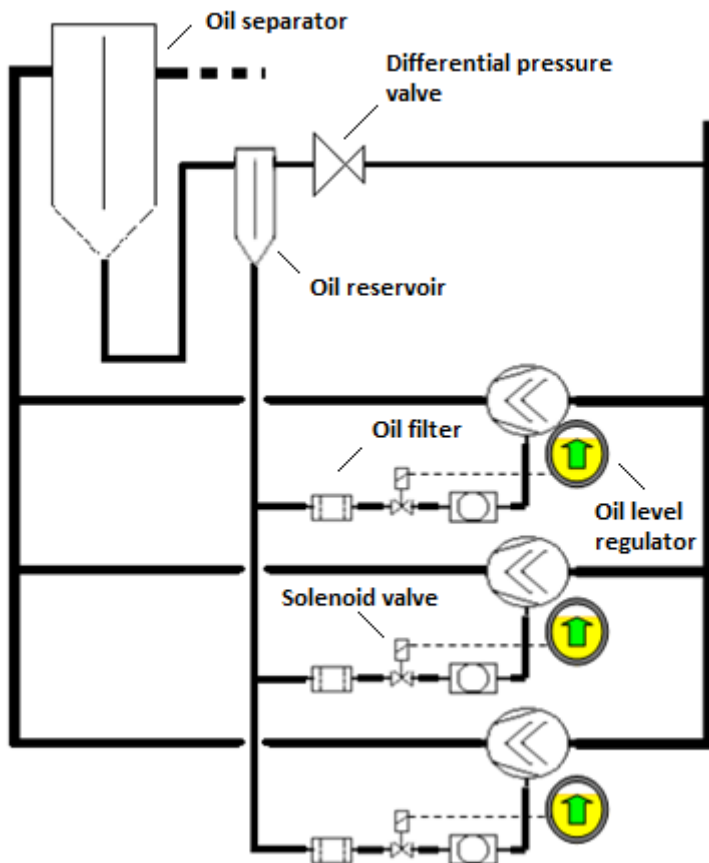 Oil separator
Differential pressure
valve
Oil reservoir
Oil filter
Oil level
regulator
Solenoid valve